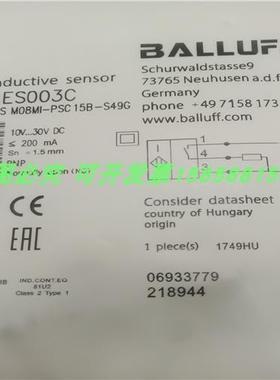 BALLUFF
nductive sensor
ES003C
S M08MI-PSC15B-S49G
10V...30V DC
≤ 200 mA
Sn - 1.5mm
PNP
Schurwaldstasse9
73765 Neuhusen a.d.f
Germany
phone +49 7158 173
www.balluff.com
4
3
CE
EAC
Consider datasheet
country of Hungary
origin
1 piece(s) 1749HU
IND.CONT.EQ
81U2
Class 2 Type 1
06933779
218944